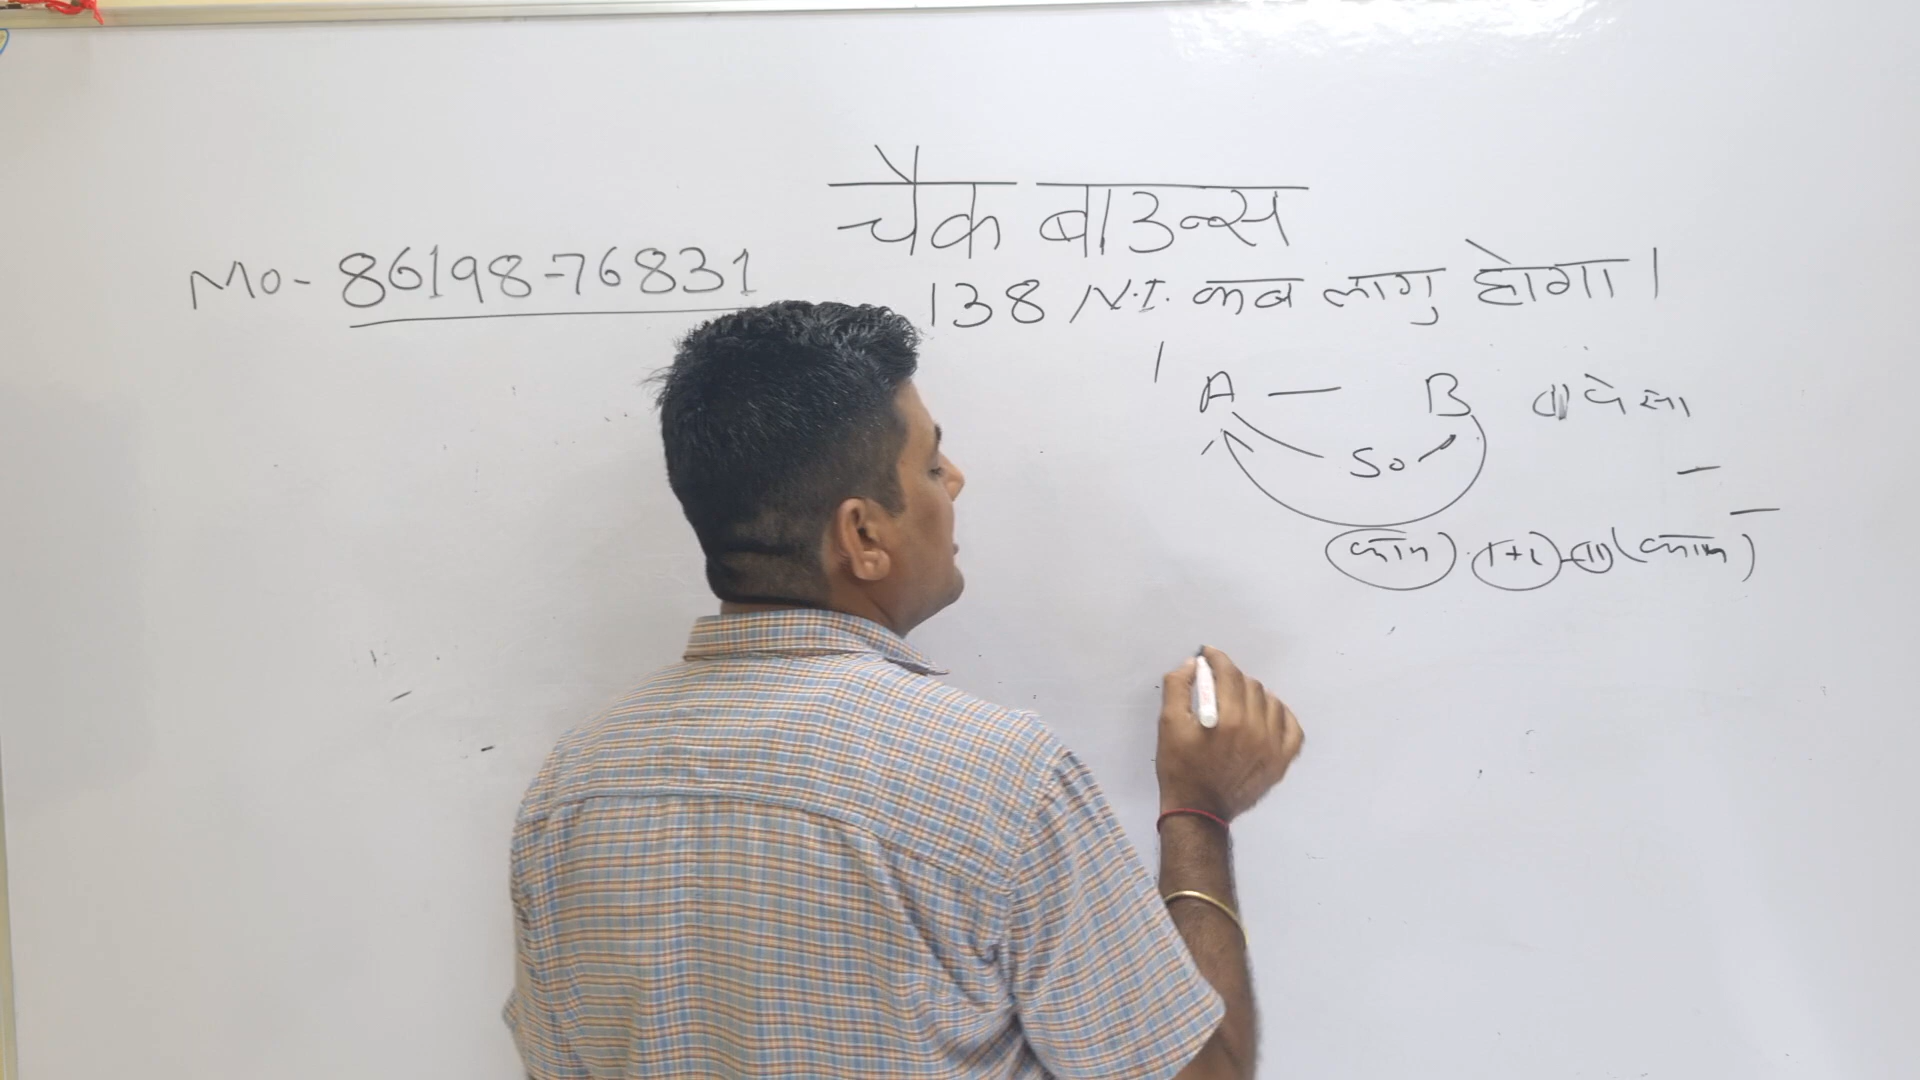 चैक बाउन्स
Mo- 86198-76831
138 N.I. कब लागु होगा।
A — B
50